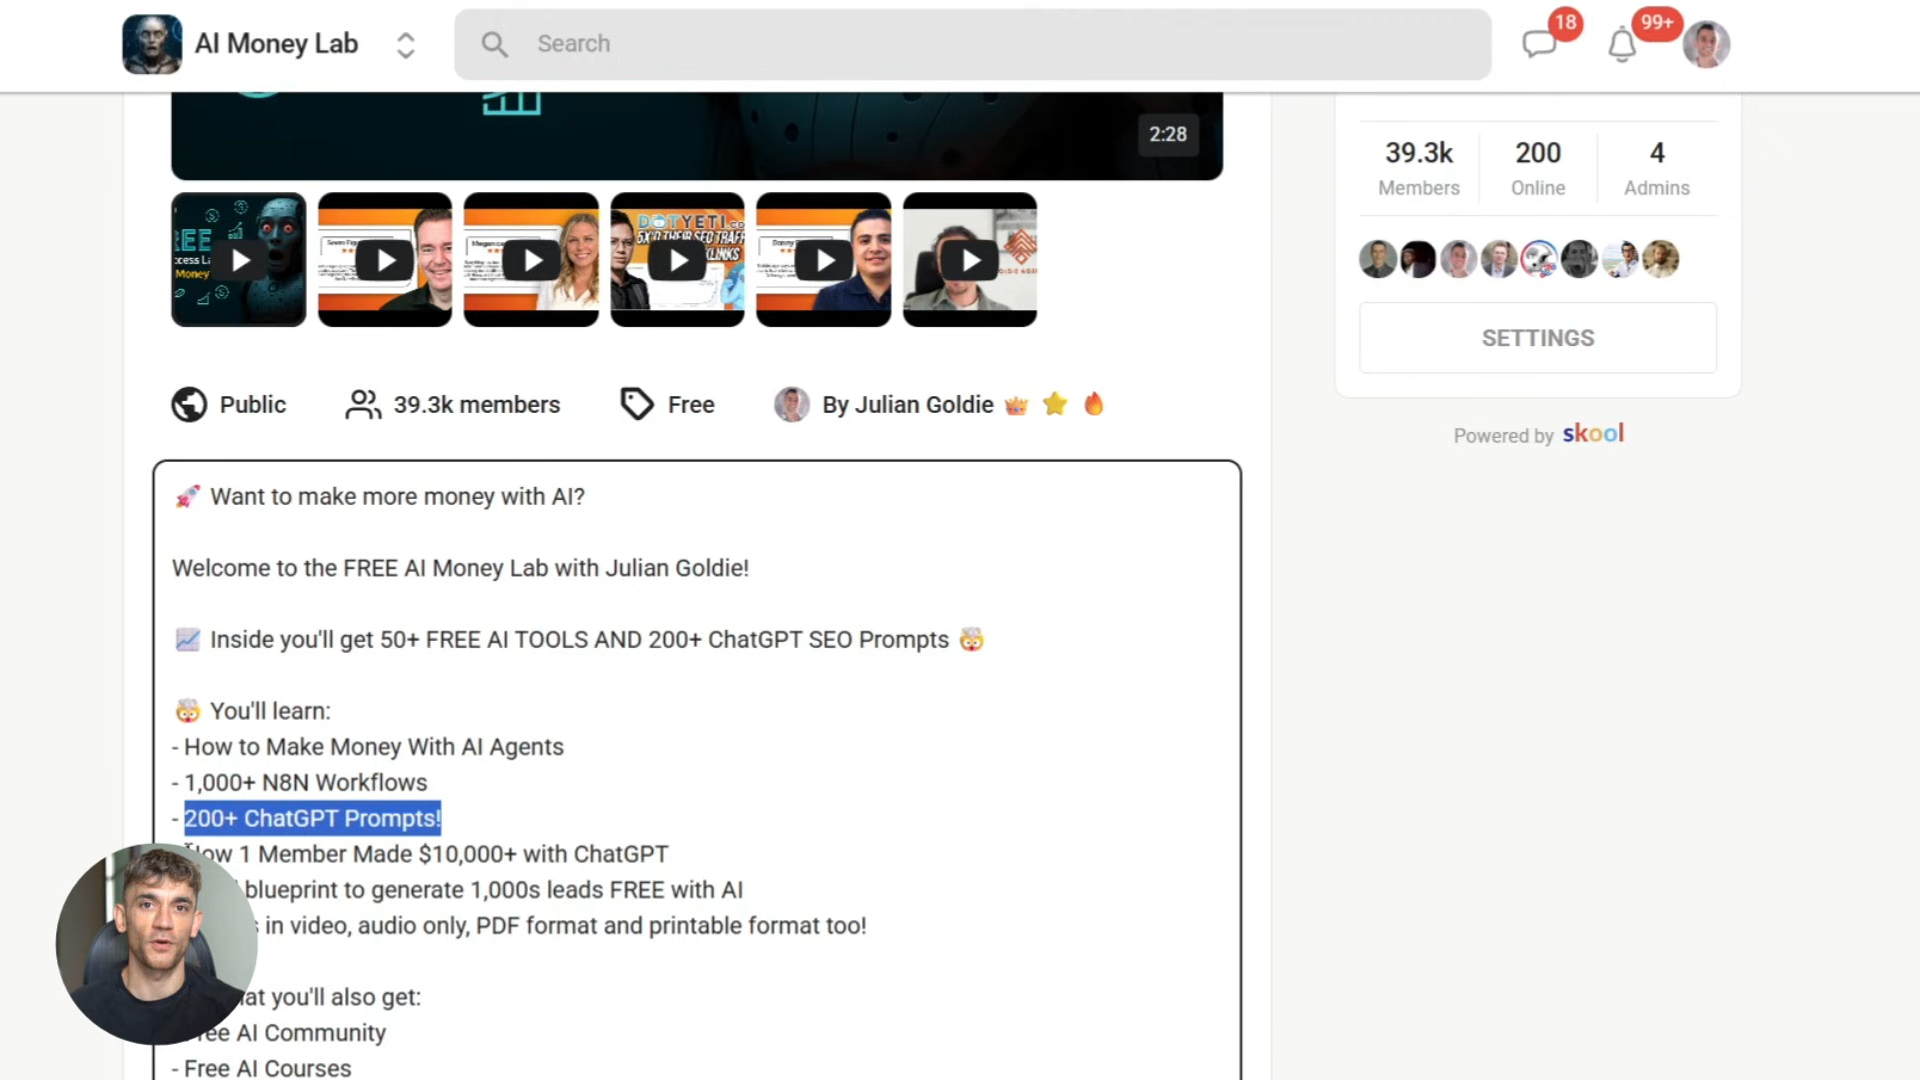 AI Money Lab
Search
18
99+
2:28
39.3k
Members
200
Online
4
Admins
SETTINGS
Powered by skool
Public
39.3k members
Free
By Julian Goldie
Want to make more money with AI?
Welcome to the FREE AI Money Lab with Julian Goldie!
Inside you'll get 50+ FREE AI TOOLS AND 200+ ChatGPT SEO Prompts
You'll learn:
- How to Make Money With AI Agents
- 1,000+ N8N Workflows
- 200+ ChatGPT Prompts!
How 1 Member Made $10,000+ with ChatGPT
blueprint to generate 1,000s leads FREE with AI
in video, audio only, PDF format and printable format too!
you'll also get:
AI Community
- Free AI Courses